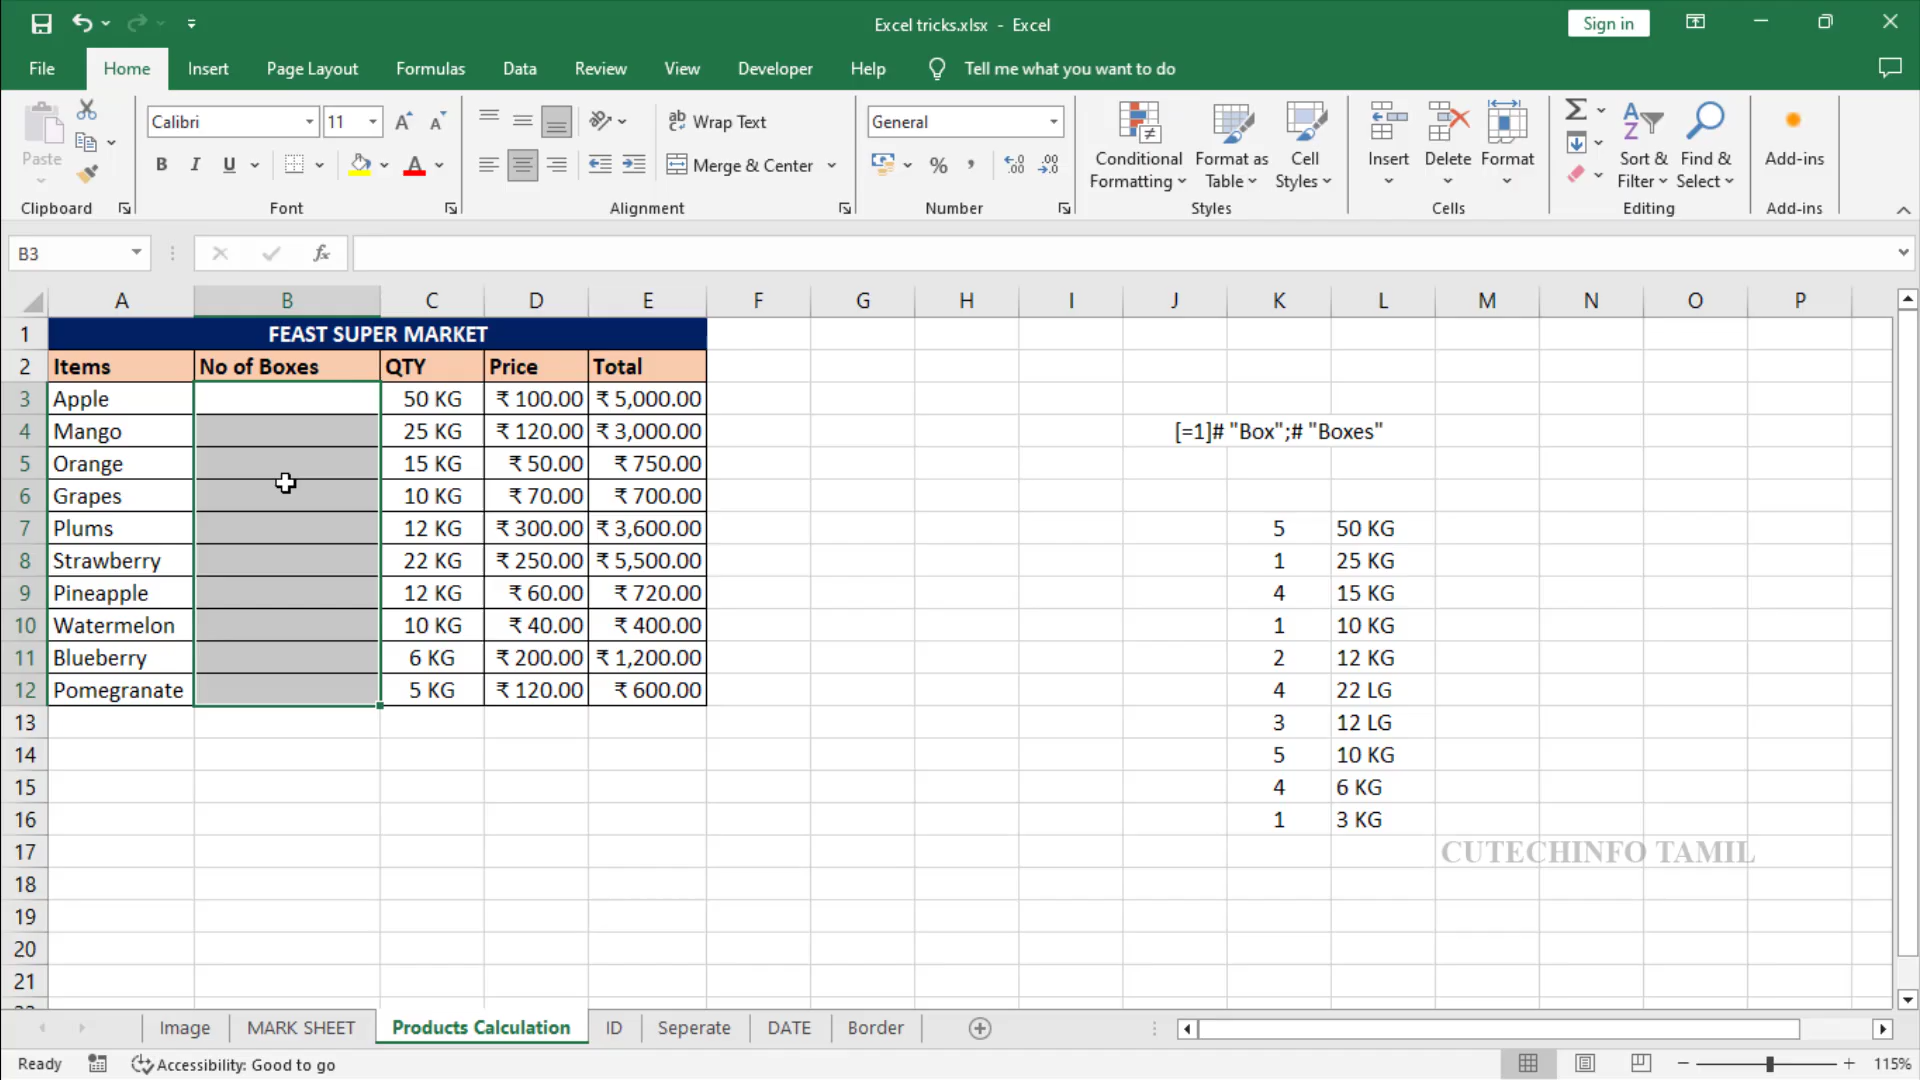 Excel tricks.xlsx - Excel
Sign in
File Home Insert Page Layout Formulas Data Review View Developer Help Tell me what you want to do
Paste
Clipboard
Calibri 11
B I U
Font
Wrap Text
Merge & Center
Alignment
General
Number
Conditional Formatting
Format as Table
Cell Styles
Styles
Insert
Delete
Format
Cells
Sort & Filter
Find & Select
Editing
Add-ins
Add-ins
B3 fx
A B C D E F G H I J K L M N O P
1 FEAST SUPER MARKET
2 Items No of Boxes QTY Price Total
3 Apple 50 KG ₹ 100.00 ₹ 5,000.00
4 Mango 25 KG ₹ 120.00 ₹ 3,000.00 [=1]# "Box";# "Boxes"
5 Orange 15 KG ₹ 50.00 ₹ 750.00
6 Grapes 10 KG ₹ 70.00 ₹ 700.00
7 Plums 12 KG ₹ 300.00 ₹ 3,600.00 5 50 KG
8 Strawberry 22 KG ₹ 250.00 ₹ 5,500.00 1 25 KG
9 Pineapple 12 KG ₹ 60.00 ₹ 720.00 4 15 KG
10 Watermelon 10 KG ₹ 40.00 ₹ 400.00 1 10 KG
11 Blueberry 6 KG ₹ 200.00 ₹ 1,200.00 2 12 KG
12 Pomegranate 5 KG ₹ 120.00 ₹ 600.00 4 22 LG
13 3 12 LG
14 5 10 KG
15 4 6 KG
16 1 3 KG
17 CUTECHINFO TAMIL
18
19
20
21
Image MARK SHEET Products Calculation ID Seperate DATE Border
Ready Accessibility: Good to go 115%